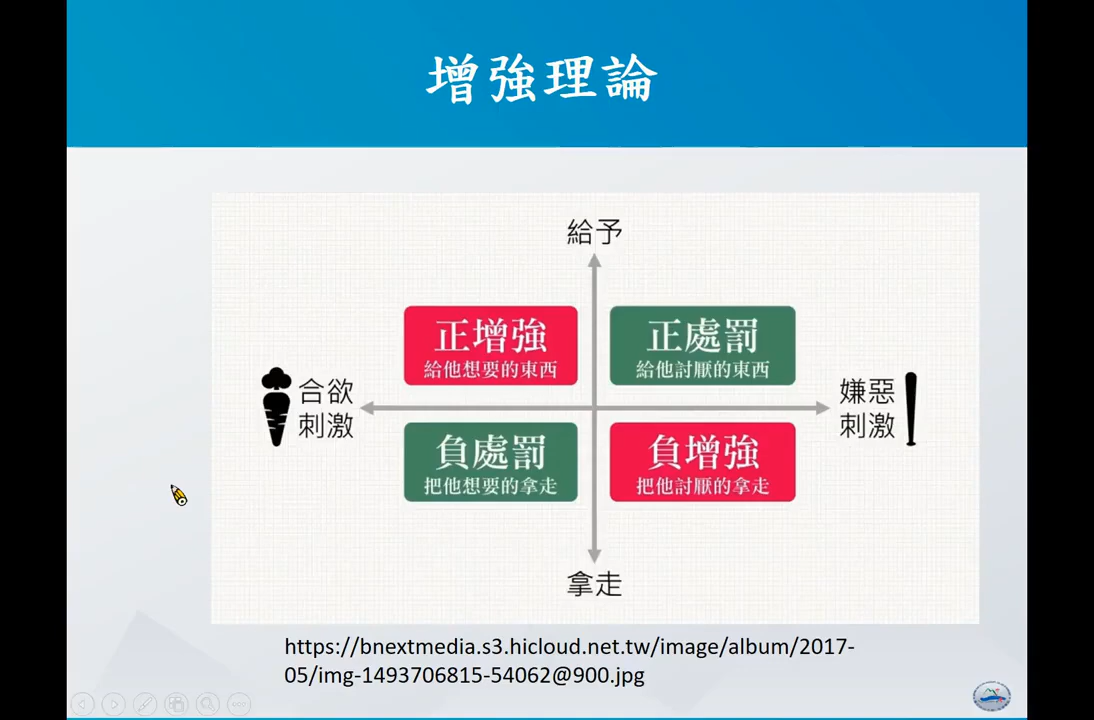 增強理論
給予
正增強
給他想要的東西
正處罰
給他討厭的東西
合欲
刺激
嫌惡
刺激
負處罰
把他想要的拿走
負增強
把他討厭的拿走
拿走
https://bnextmedia.s3.hicloud.net.tw/image/album/2017-
05/img-1493706815-54062@900.jpg